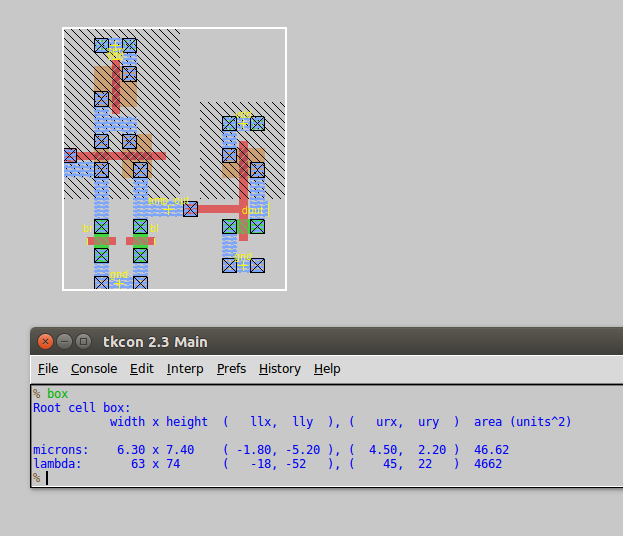 vdd
gnd
dout
gnd
tkcon 2.3 Main
File Console Edit Interp Prefs History Help
% box
Root cell box:
width x height ( llx, lly ), ( urx, ury ) area (units^2)
microns: 6.30 x 7.40 ( -1.80, -5.20 ), ( 4.50, 2.20 ) 46.62
lambda: 63 x 74 ( -18, -52 ), ( 45, 22 ) 4662
%